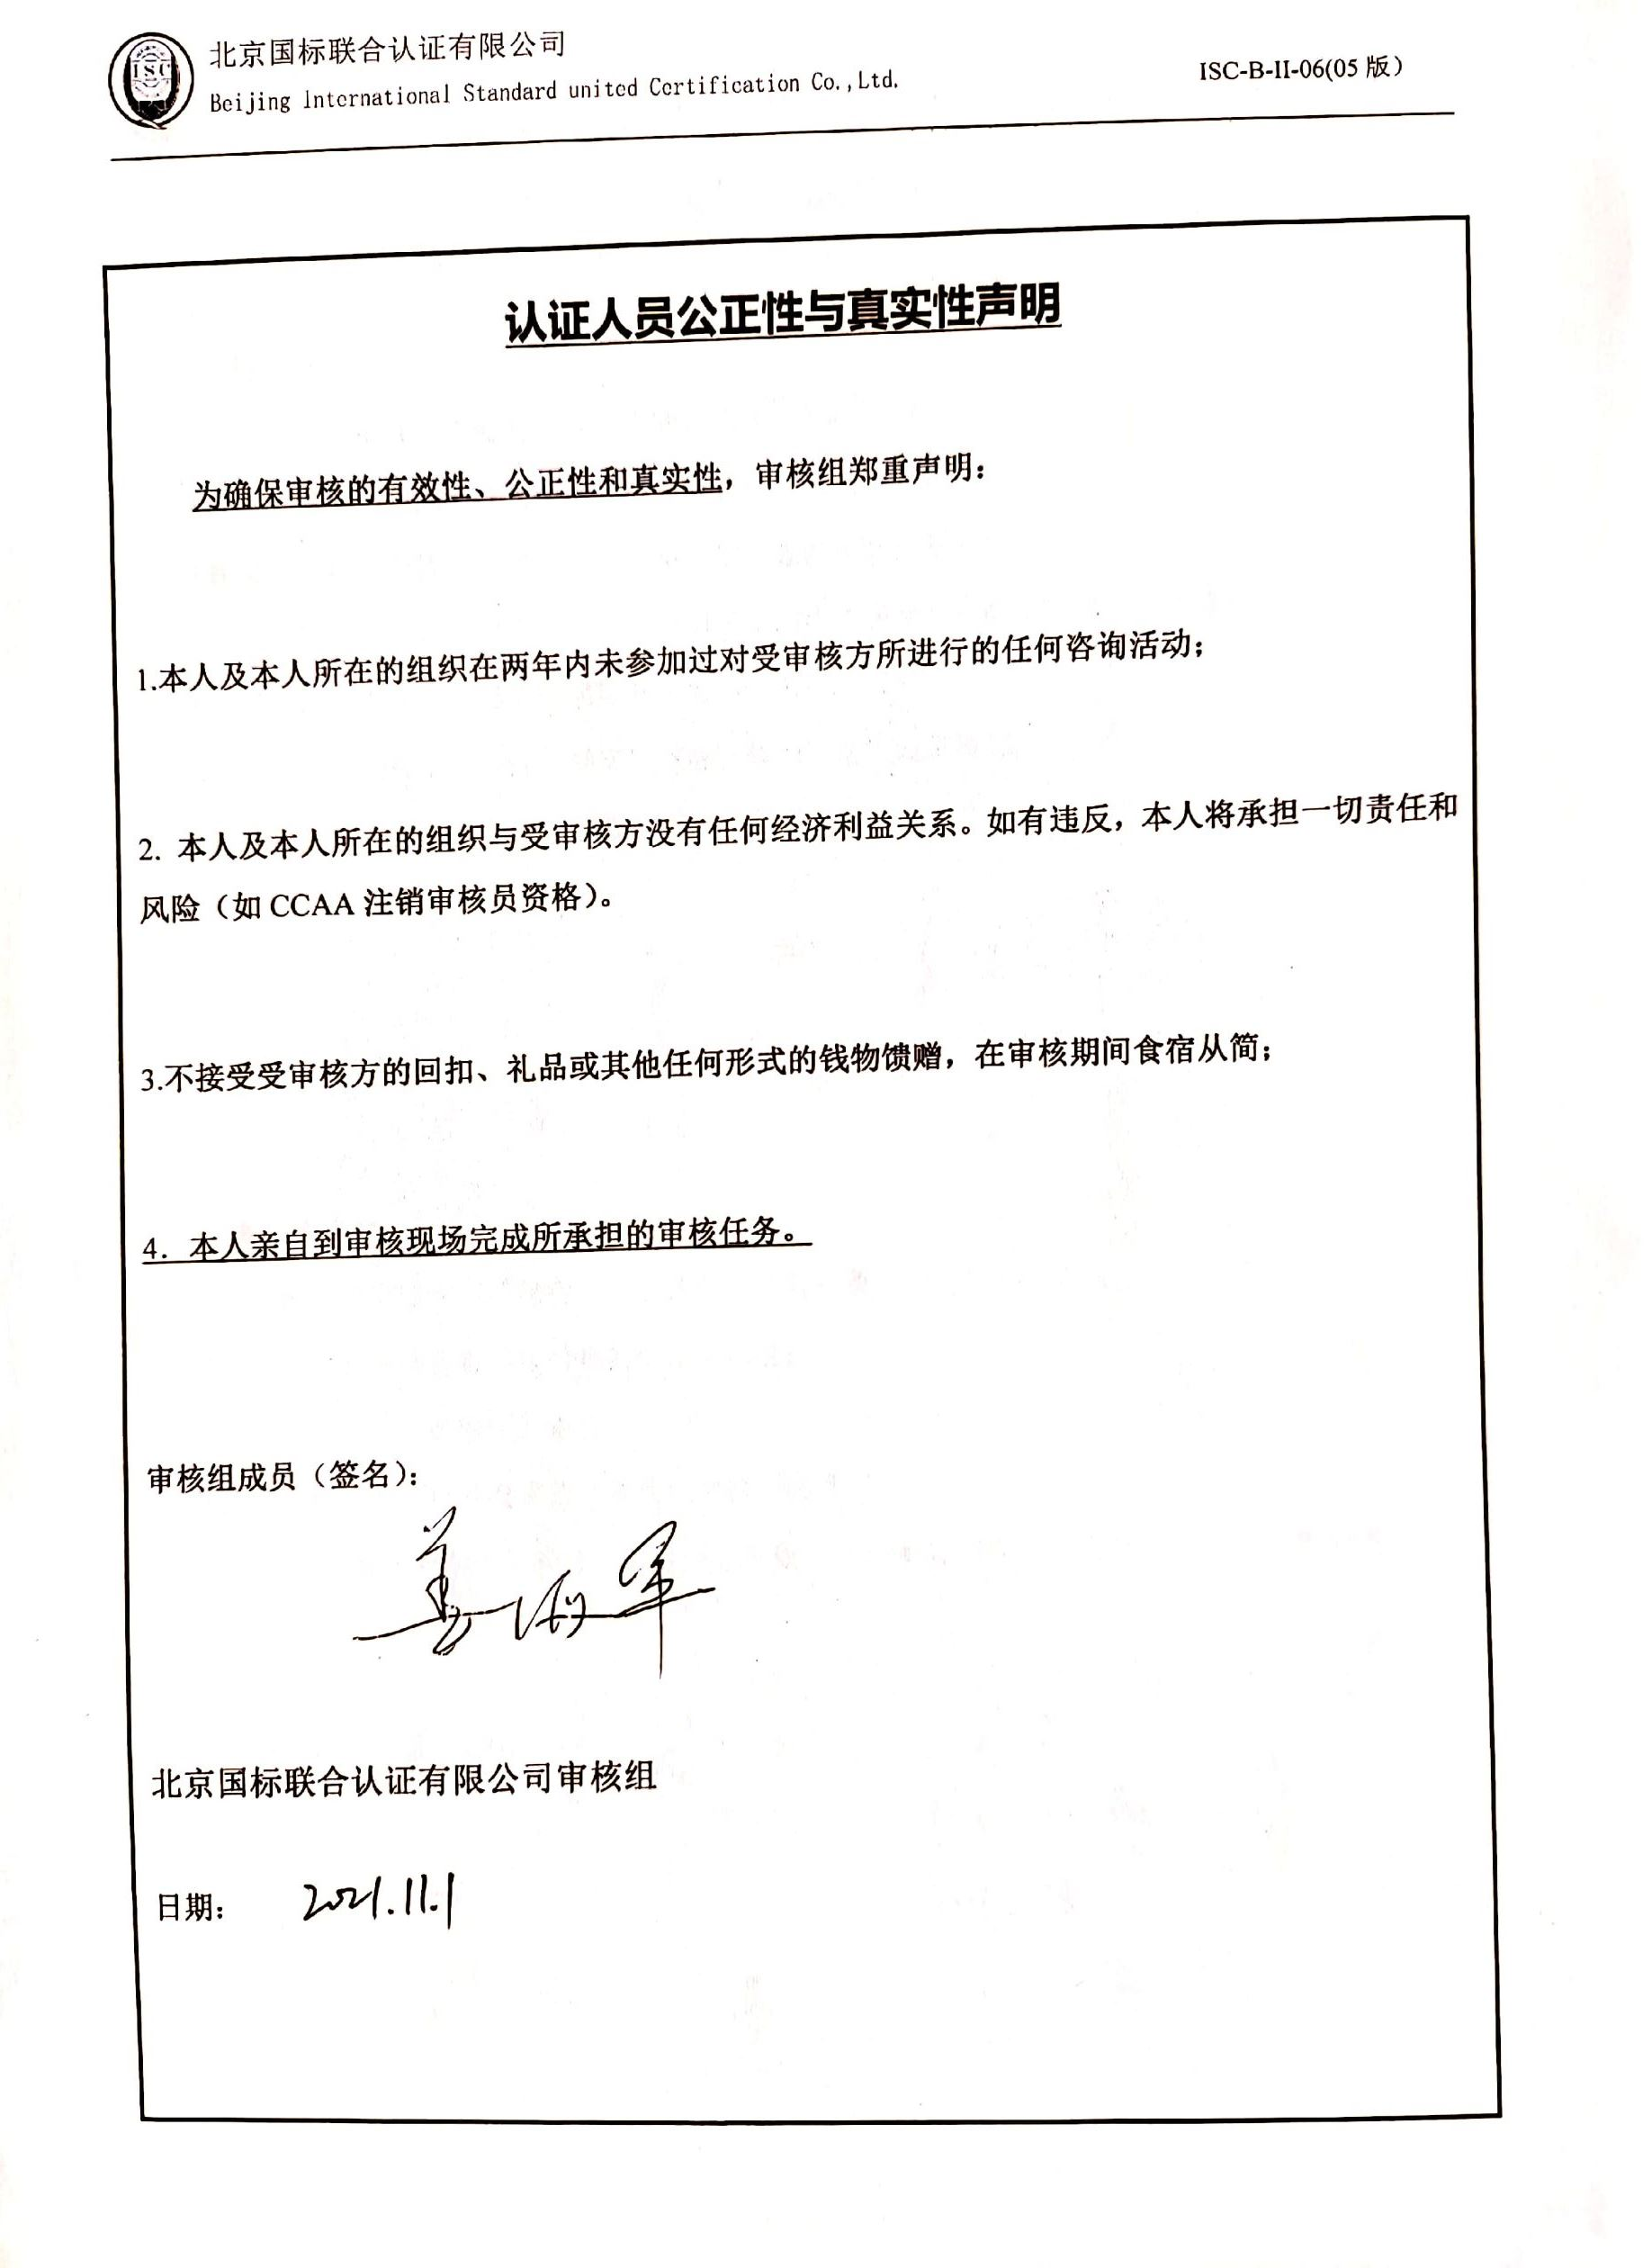 ISC
北京国标联合认证有限公司
Beijing International Standard united Certification Co.,Ltd.
ISC-B-II-06(05 版)
认证人员公正性与真实性声明
为确保审核的有效性、公正性和真实性，审核组郑重声明：
1.本人及本人所在的组织在两年内未参加过对受审核方所进行的任何咨询活动；
2. 本人及本人所在的组织与受审核方没有任何经济利益关系。如有违反，本人将承担一切责任和
风险（如 CCAA 注销审核员资格）。
3.不接受受审核方的回扣、礼品或其他任何形式的钱物馈赠，在审核期间食宿从简；
4. 本人亲自到审核现场完成所承担的审核任务。
审核组成员（签名）：
北京国标联合认证有限公司审核组
日期： 2021.11.1